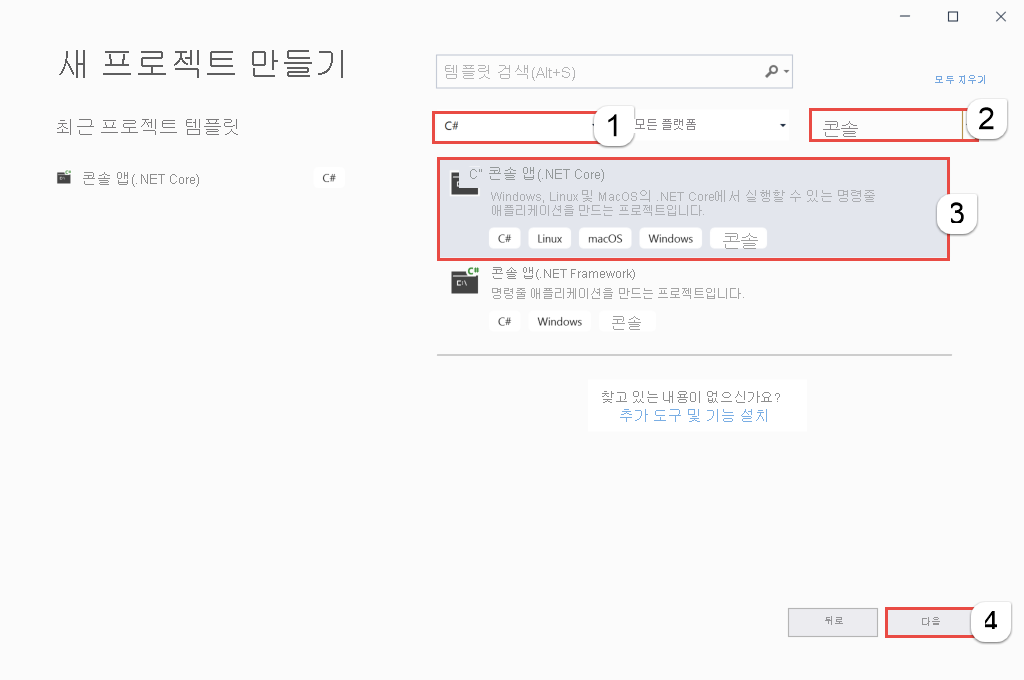 새 프로젝트 만들기
템플릿 검색(Alt+S)
모두 지우기
최근 프로젝트 템플릿
C#
1
모든 플랫폼
콘솔
2
콘솔 앱(.NET Core)
C#
C" 콘솔 앱(.NET Core)
Windows, Linux 및 MacOS의 .NET Core에서 실행할 수 있는 명령줄
애플리케이션을 만드는 프로젝트입니다.
C# Linux macOS Windows 콘솔
3
C# 콘솔 앱(.NET Framework)
명령줄 애플리케이션을 만드는 프로젝트입니다.
C# Windows 콘솔
찾고 있는 내용이 없으신가요?
추가 도구 및 기능 설치
뒤로
다음
4